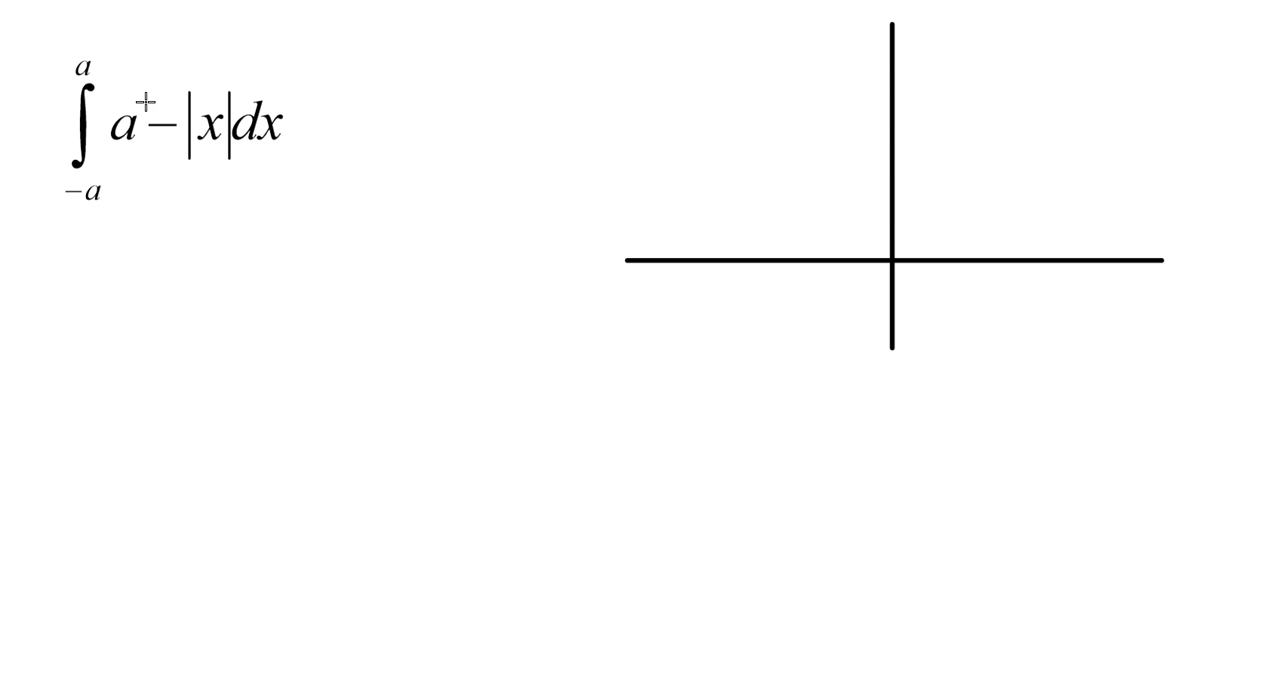 ∫_{-a}^{a} a - |x|dx